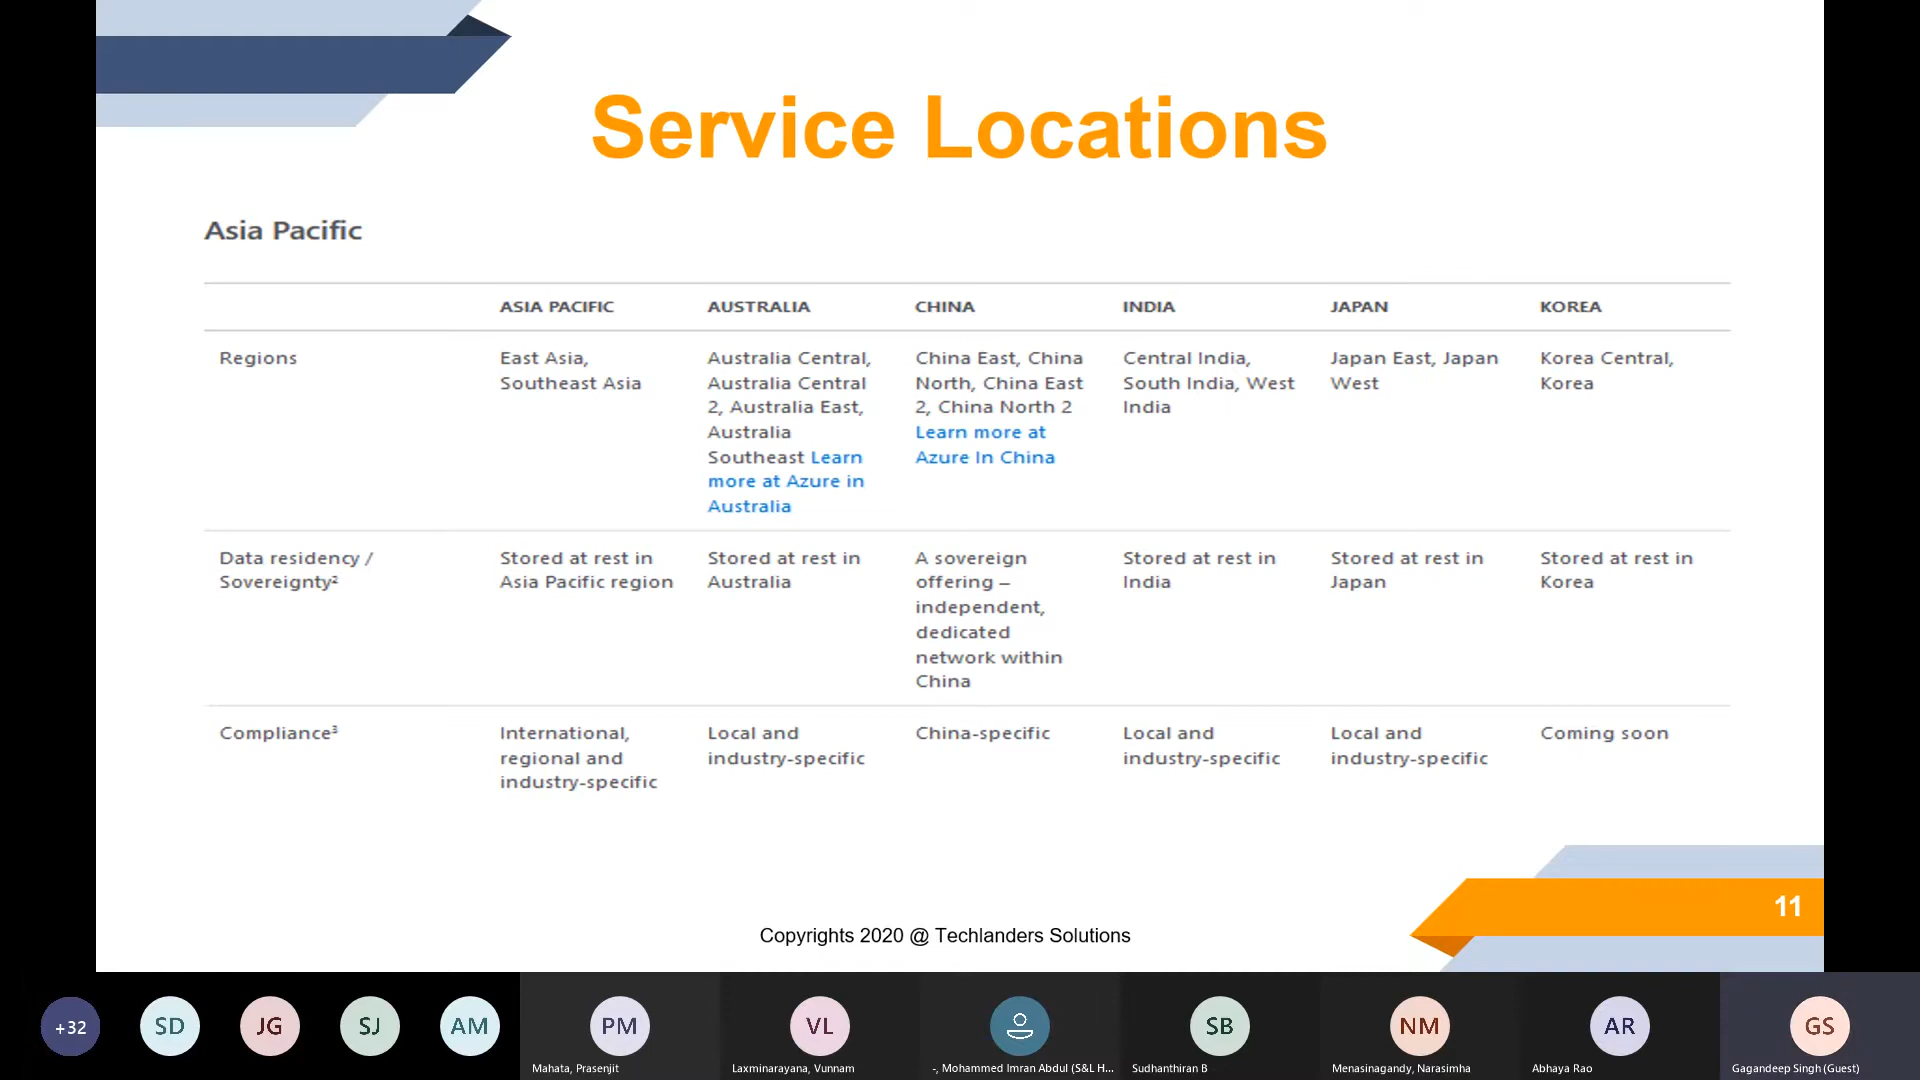 Service Locations
Asia Pacific
ASIA PACIFIC AUSTRALIA CHINA INDIA JAPAN KOREA
Regions
East Asia,
Southeast Asia
Australia Central,
Australia Central
2, Australia East,
Australia
Southeast Learn
more at Azure in
Australia
China East, China
North, China East
2, China North 2
Learn more at
Azure In China
Central India,
South India, West
India
Japan East, Japan
West
Korea Central,
Korea
Data residency /
Sovereignty²
Stored at rest in
Asia Pacific region
Stored at rest in
Australia
A sovereign
offering –
independent,
dedicated
network within
China
Stored at rest in
India
Stored at rest in
Japan
Stored at rest in
Korea
Compliance³
International,
regional and
industry-specific
Local and
industry-specific
China-specific
Local and
industry-specific
Local and
industry-specific
Coming soon
11
Copyrights 2020 @ Techlanders Solutions
+32 SD JG SJ AM PM VL SB NM AR GS
Mahata, Prasenjit
Laxminarayana, Vunnam
-, Mohammed Imran Abdul (S&L H...
Sudhanthiran B
Menasinagandy, Narasimha
Abhaya Rao
Gagandeep Singh (Guest)